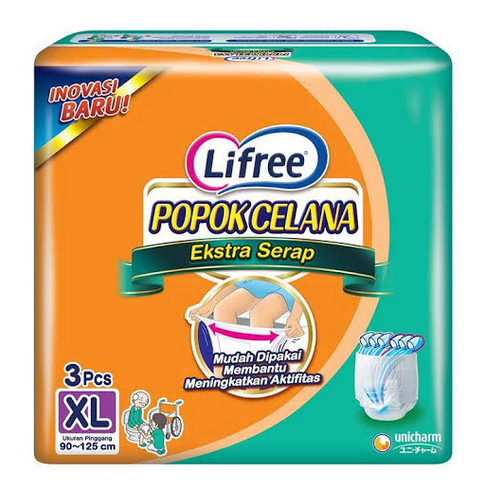 Lifree
INOVASI
BARU!
Lifree®
POPOK CELANA
Ekstra Serap
Mudah Dipakai
Membantu
Meningkatkan Aktifitas
3 Pcs
XL
Ukuran Pinggang
90~125 cm
unicharm
ユニ・チャーム